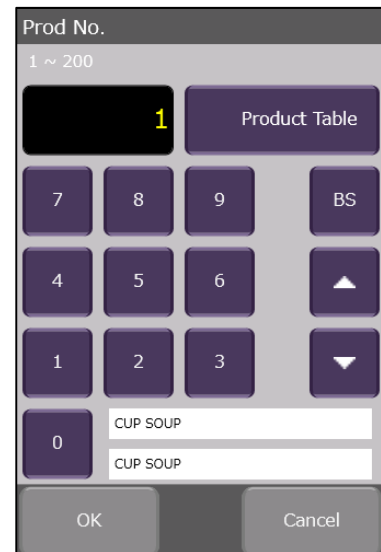 Prod No.
1 ~ 200
1 Product Table
7 8 9 BS
4 5 6
1 2 3
0 CUP SOUP
CUP SOUP
OK Cancel